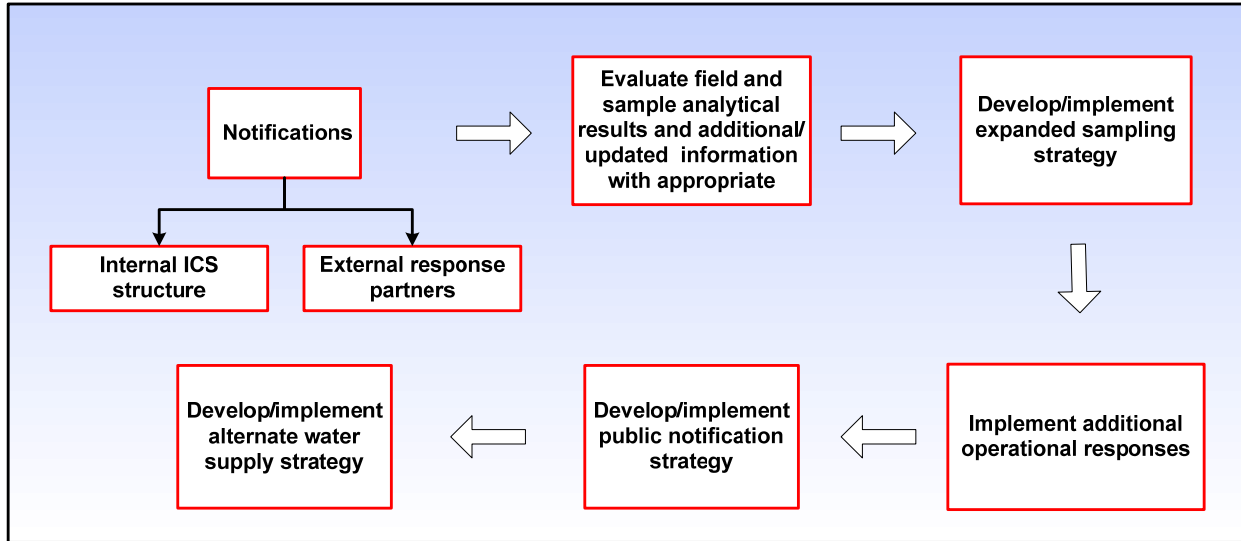 Notifications
Internal ICS
structure
External response
partners
Evaluate field and
sample analytical
results and additional/
updated information
with appropriate
Develop/implement
expanded sampling
strategy
Implement additional
operational responses
Develop/implement
public notification
strategy
Develop/implement
alternate water
supply strategy